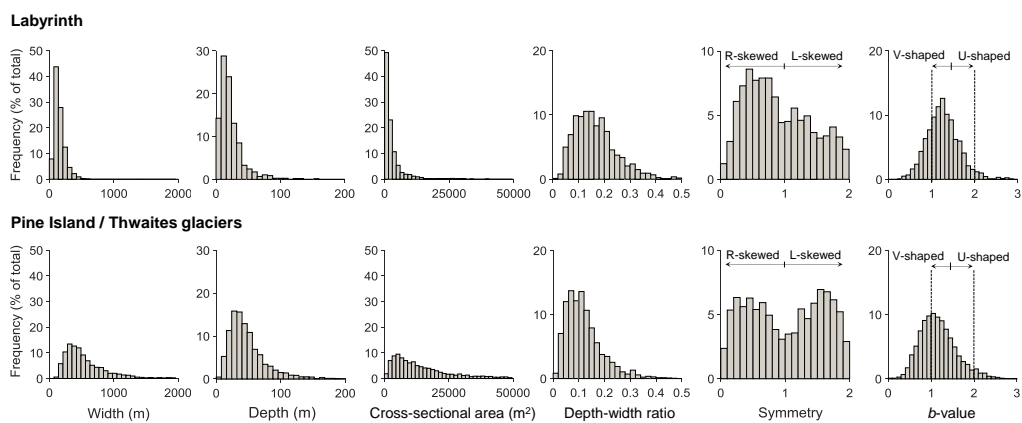 Labyrinth
Frequency (% of total)
50 40 30 20 10 0
0 1000 2000
30 20 10 0
0 100 200
50 40 30 20 10 0
0 25000 50000
20 10 0
0 0.1 0.2 0.3 0.4 0.5
R-skewed L-skewed
10 5 0
0 1 2
V-shaped U-shaped
20 10 0
0 1 2 3
Pine Island / Thwaites glaciers
Frequency (% of total)
50 40 30 20 10 0
0 1000 2000
Width (m)
30 20 10 0
0 100 200
Depth (m)
50 40 30 20 10 0
0 25000 50000
Cross-sectional area (m²)
20 10 0
0 0.1 0.2 0.3 0.4 0.5
Depth-width ratio
R-skewed L-skewed
10 5 0
0 1 2
Symmetry
V-shaped U-shaped
20 10 0
0 1 2 3
b-value